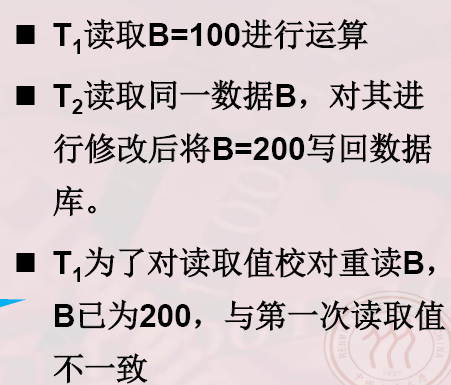 ■ T₁读取B=100进行运算
■ T₂读取同一数据B，对其进
行修改后将B=200写回数据
库。
■ T₁为了对读取值校对重读B，
B已为200，与第一次读取值
不一致